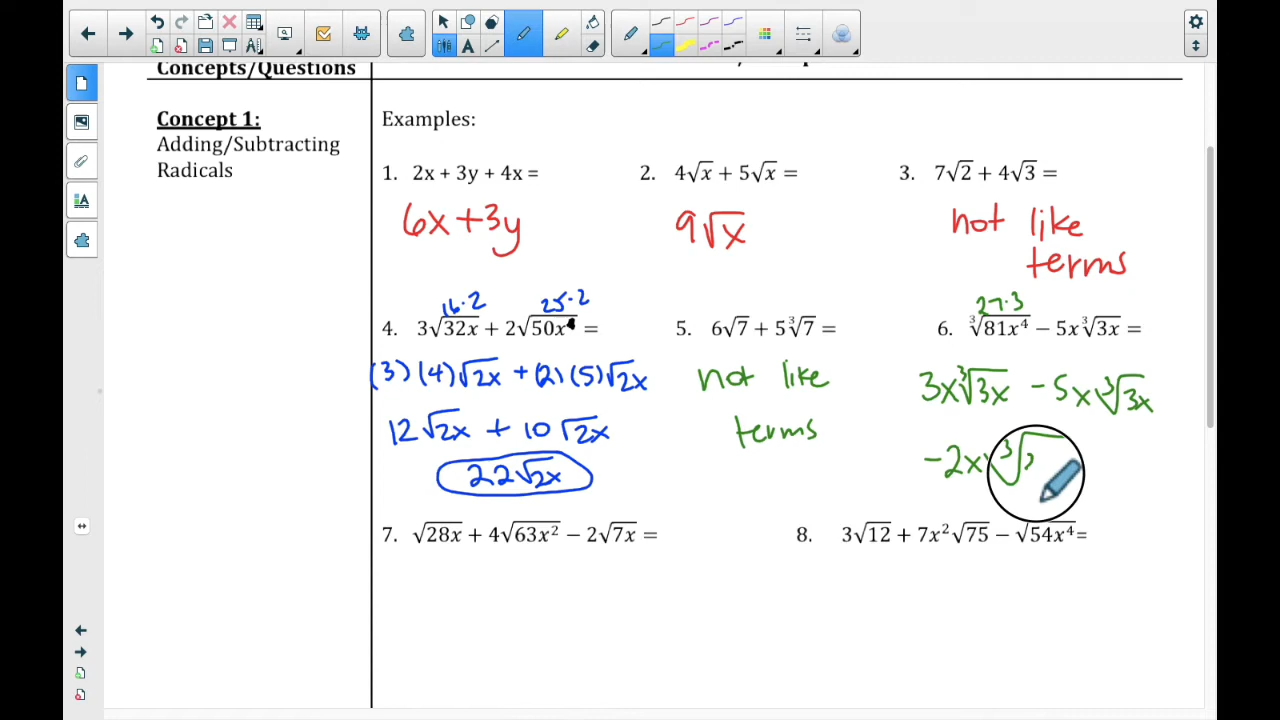 Concepts/Questions
Concept 1:
Adding/Subtracting
Radicals
Examples:
1. 2x + 3y + 4x = 2. 4√x + 5√x = 3. 7√2 + 4√3 =
6x + 3y 9√x not like
terms
16·2 25·2 27·3
4. 3√32x + 2√50x = 5. 6√7 + 5∛7 = 6. ∛81x⁴ − 5x∛3x =
(3)(4)√2x + (2)(5)√2x not like 3x∛3x − 5x∛3x
12√2x + 10√2x terms −2x∛
22√2x
7. √28x + 4√63x² − 2√7x = 8. 3√12 + 7x²√75 − √54x⁴=